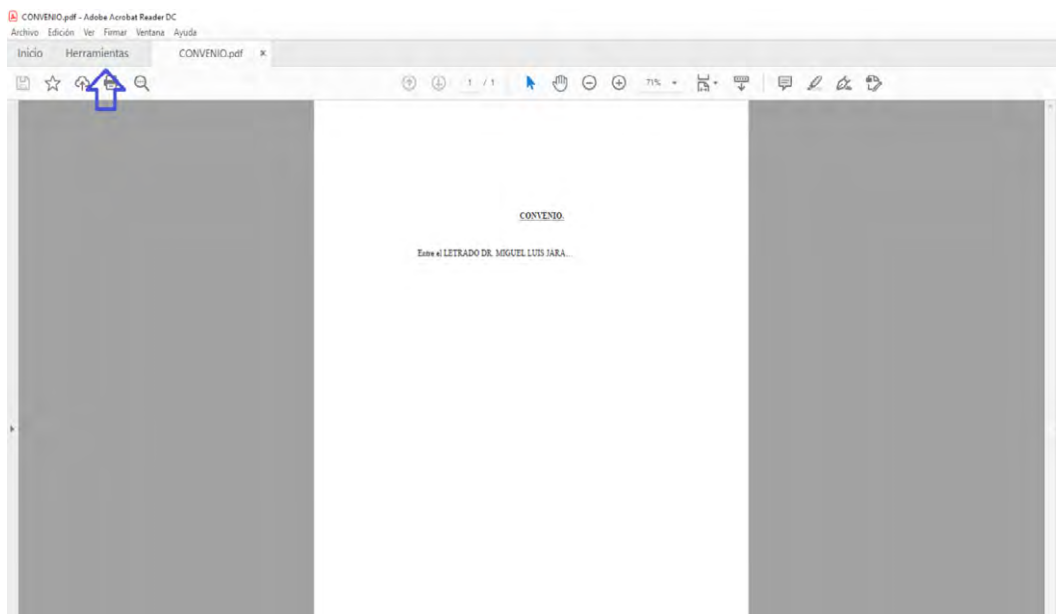 CONVENIO.pdf - Adobe Acrobat Reader DC
Archivo Edición Ver Firmar Ventana Ayuda
Inicio Herramientas CONVENIO.pdf ×
1 / 1 71%
CONVENIO.
Entre el LETRADO DR. MIGUEL LUIS JARA...